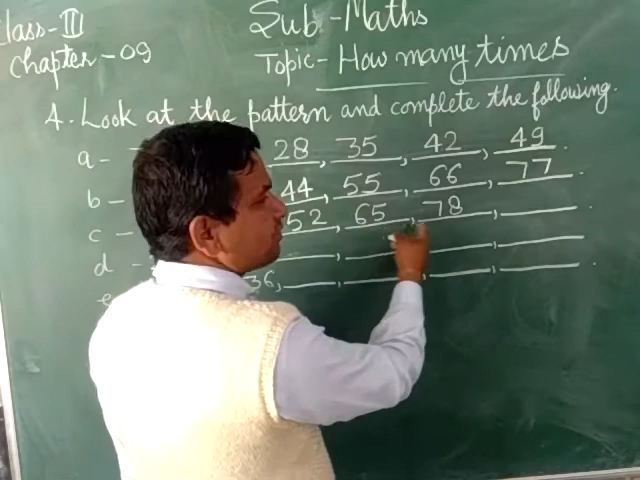 Class-III
Sub.-Maths
Chapter-09
Topic-How many times
4. Look at the pattern and complete the following.
a- 28, 35, 42, 49.
b- 44, 55, 66, 77
c- 52, 65, 78,
d-
e- 36,